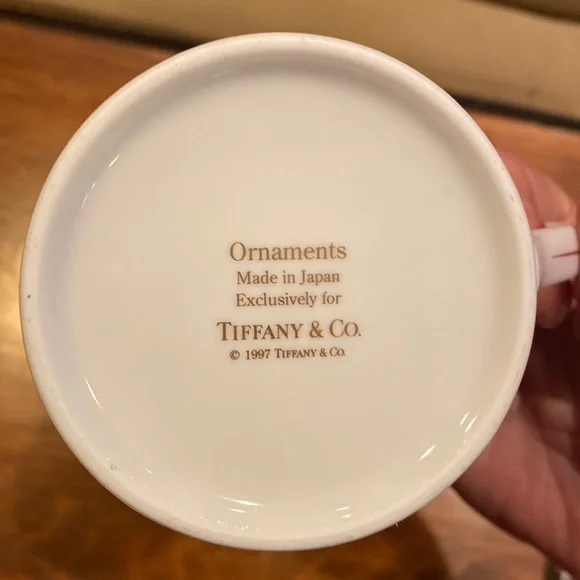 Ornaments
Made in Japan
Exclusively for
TIFFANY & CO.
© 1997 TIFFANY & CO.